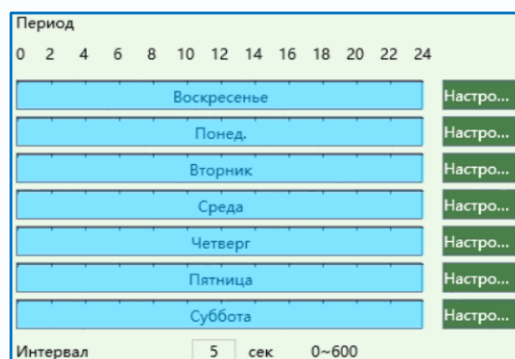 Период
0 2 4 6 8 10 12 14 16 18 20 22 24
Воскресенье Настро...
Понед. Настро...
Вторник Настро...
Среда Настро...
Четверг Настро...
Пятница Настро...
Суббота Настро...
Интервал 5 сек 0~600